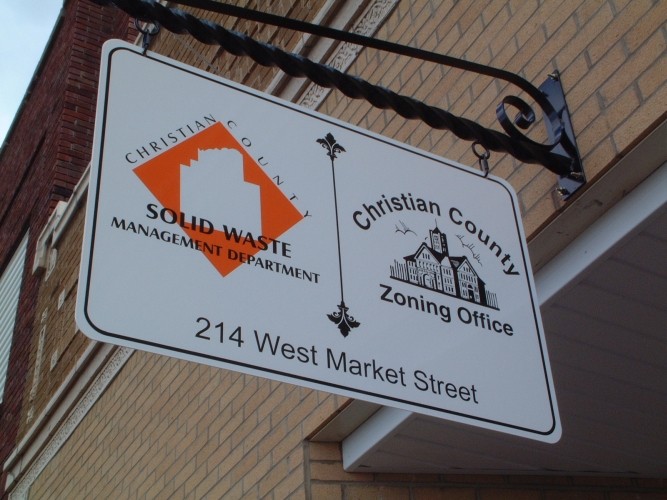 CHRISTIAN COUNTY
SOLID WASTE
MANAGEMENT DEPARTMENT
Christian County
Zoning Office
214 West Market Street